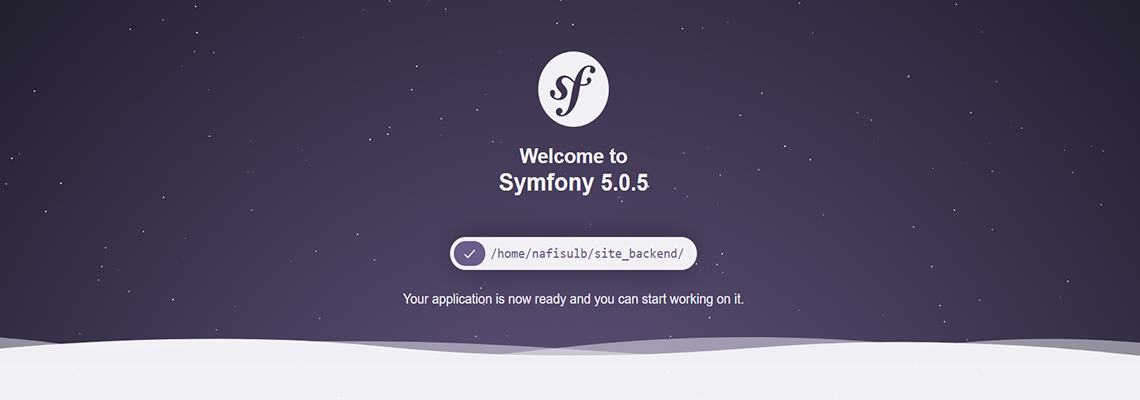 sf
Welcome to
Symfony 5.0.5
/home/nafisulb/site_backend/
Your application is now ready and you can start working on it.